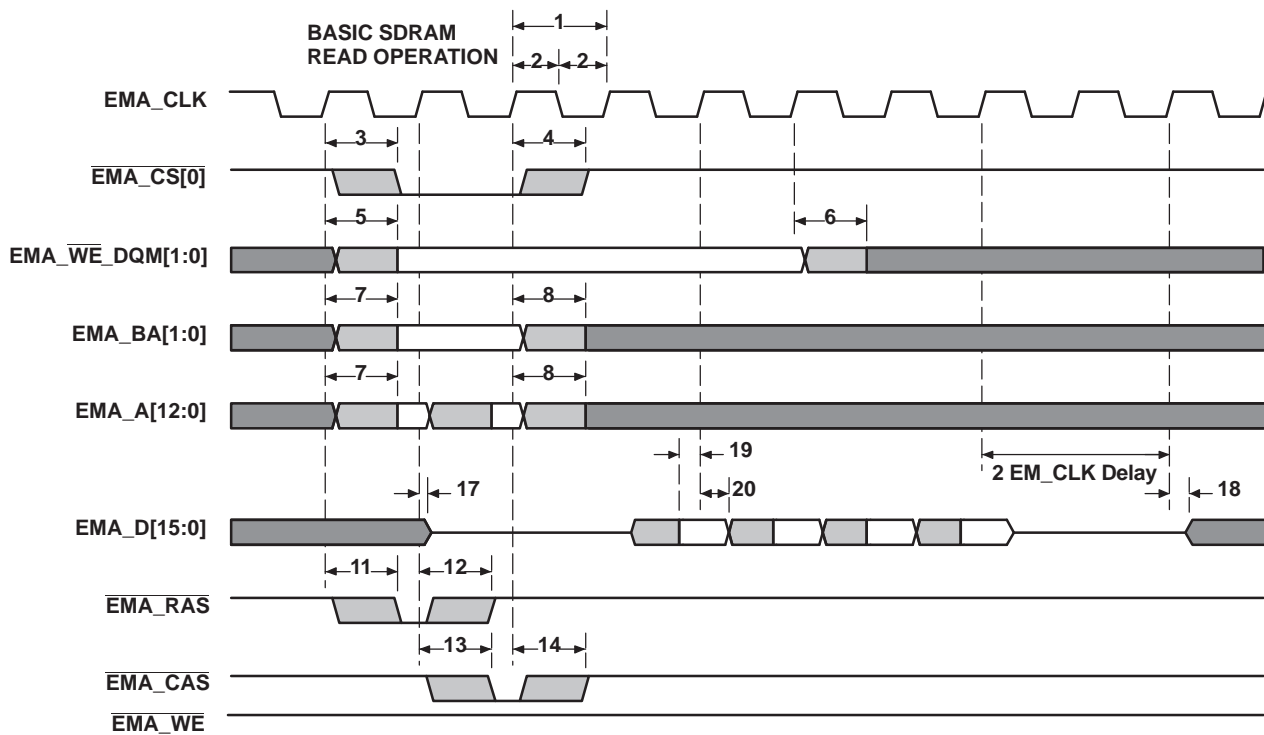 BASIC SDRAM
READ OPERATION
1
2 2
EMA_CLK
3 4
EMA_CS[0]
5 6
EMA_WE_DQM[1:0]
7 8
EMA_BA[1:0]
7 8
EMA_A[12:0]
19
2 EM_CLK Delay
17 20 18
EMA_D[15:0]
11 12
EMA_RAS
13 14
EMA_CAS
EMA_WE